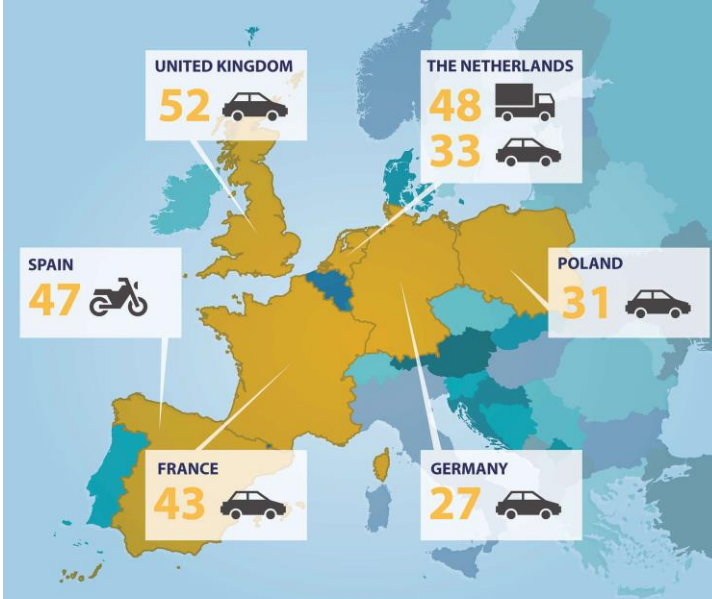 UNITED KINGDOM
52
THE NETHERLANDS
48
33
SPAIN
47
POLAND
31
FRANCE
43
GERMANY
27